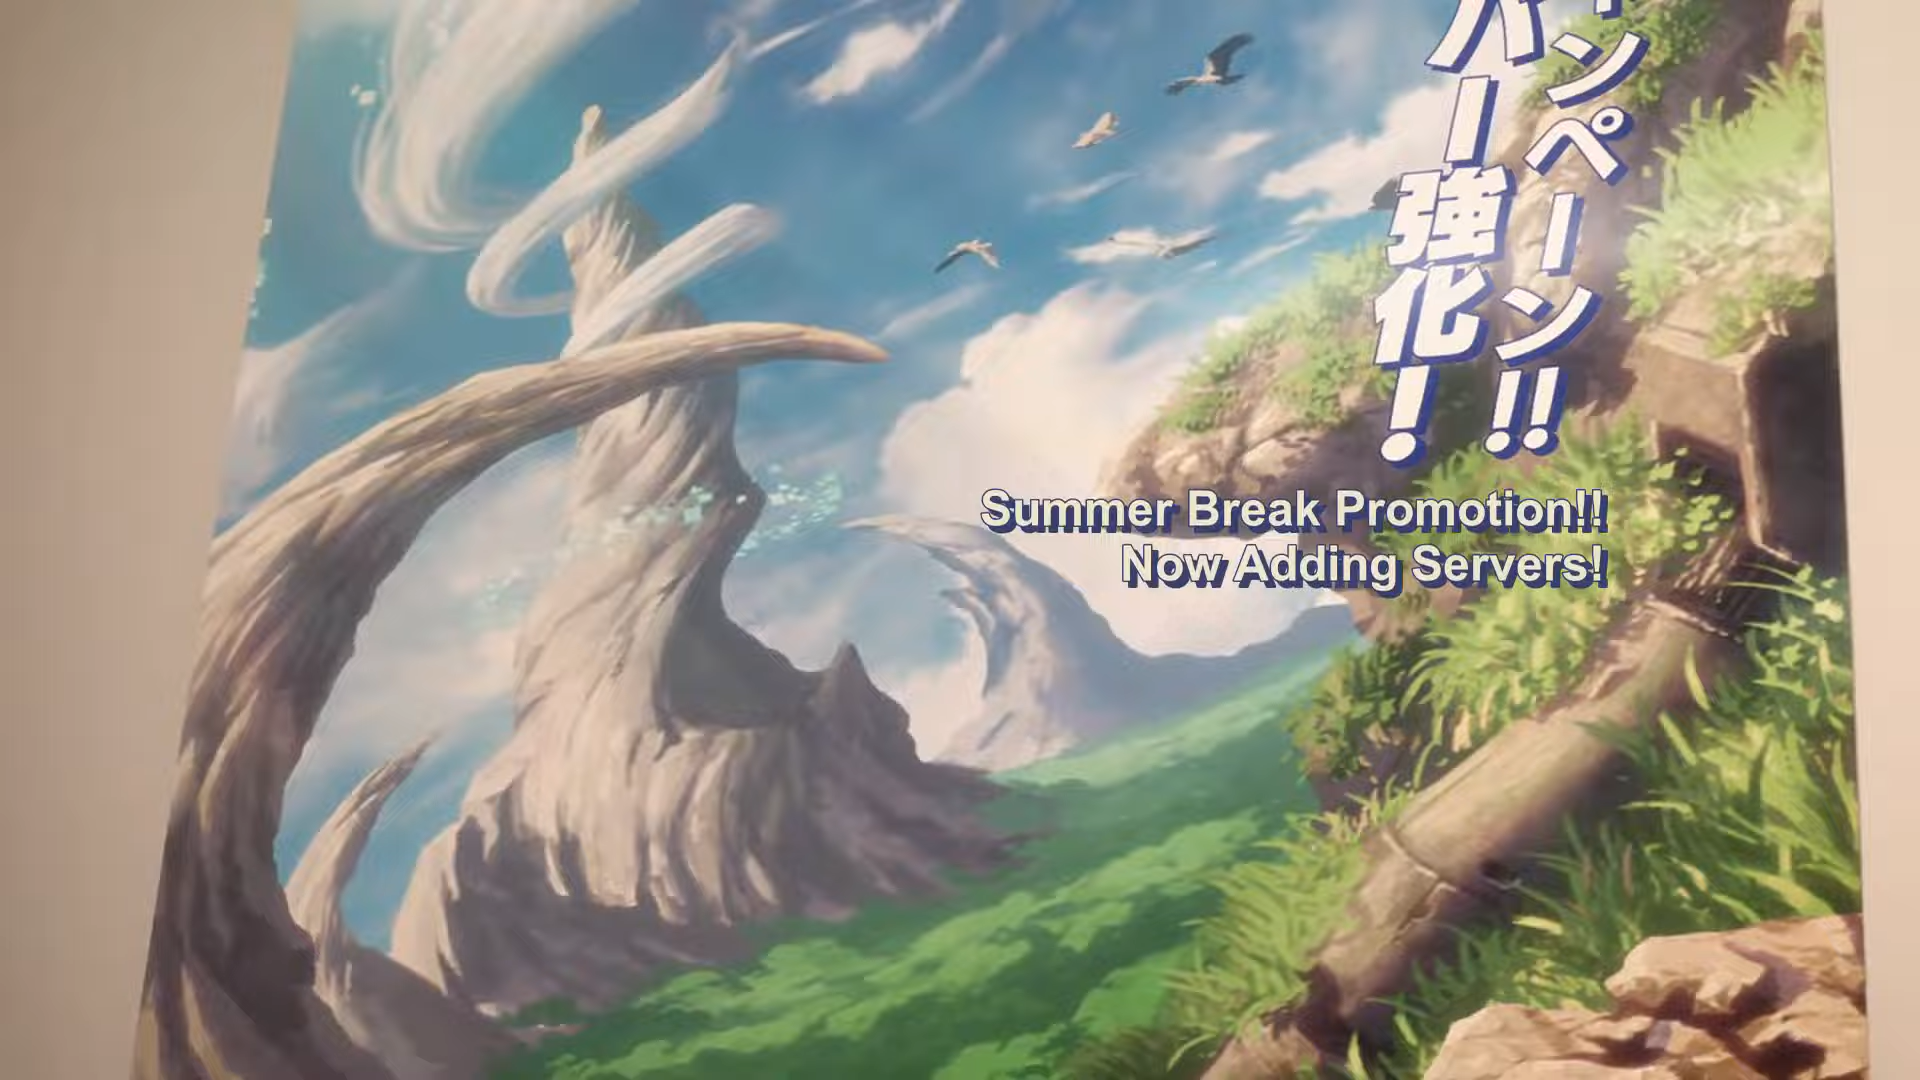 ンペーン!!
バー強化!
Summer Break Promotion!!
Now Adding Servers!